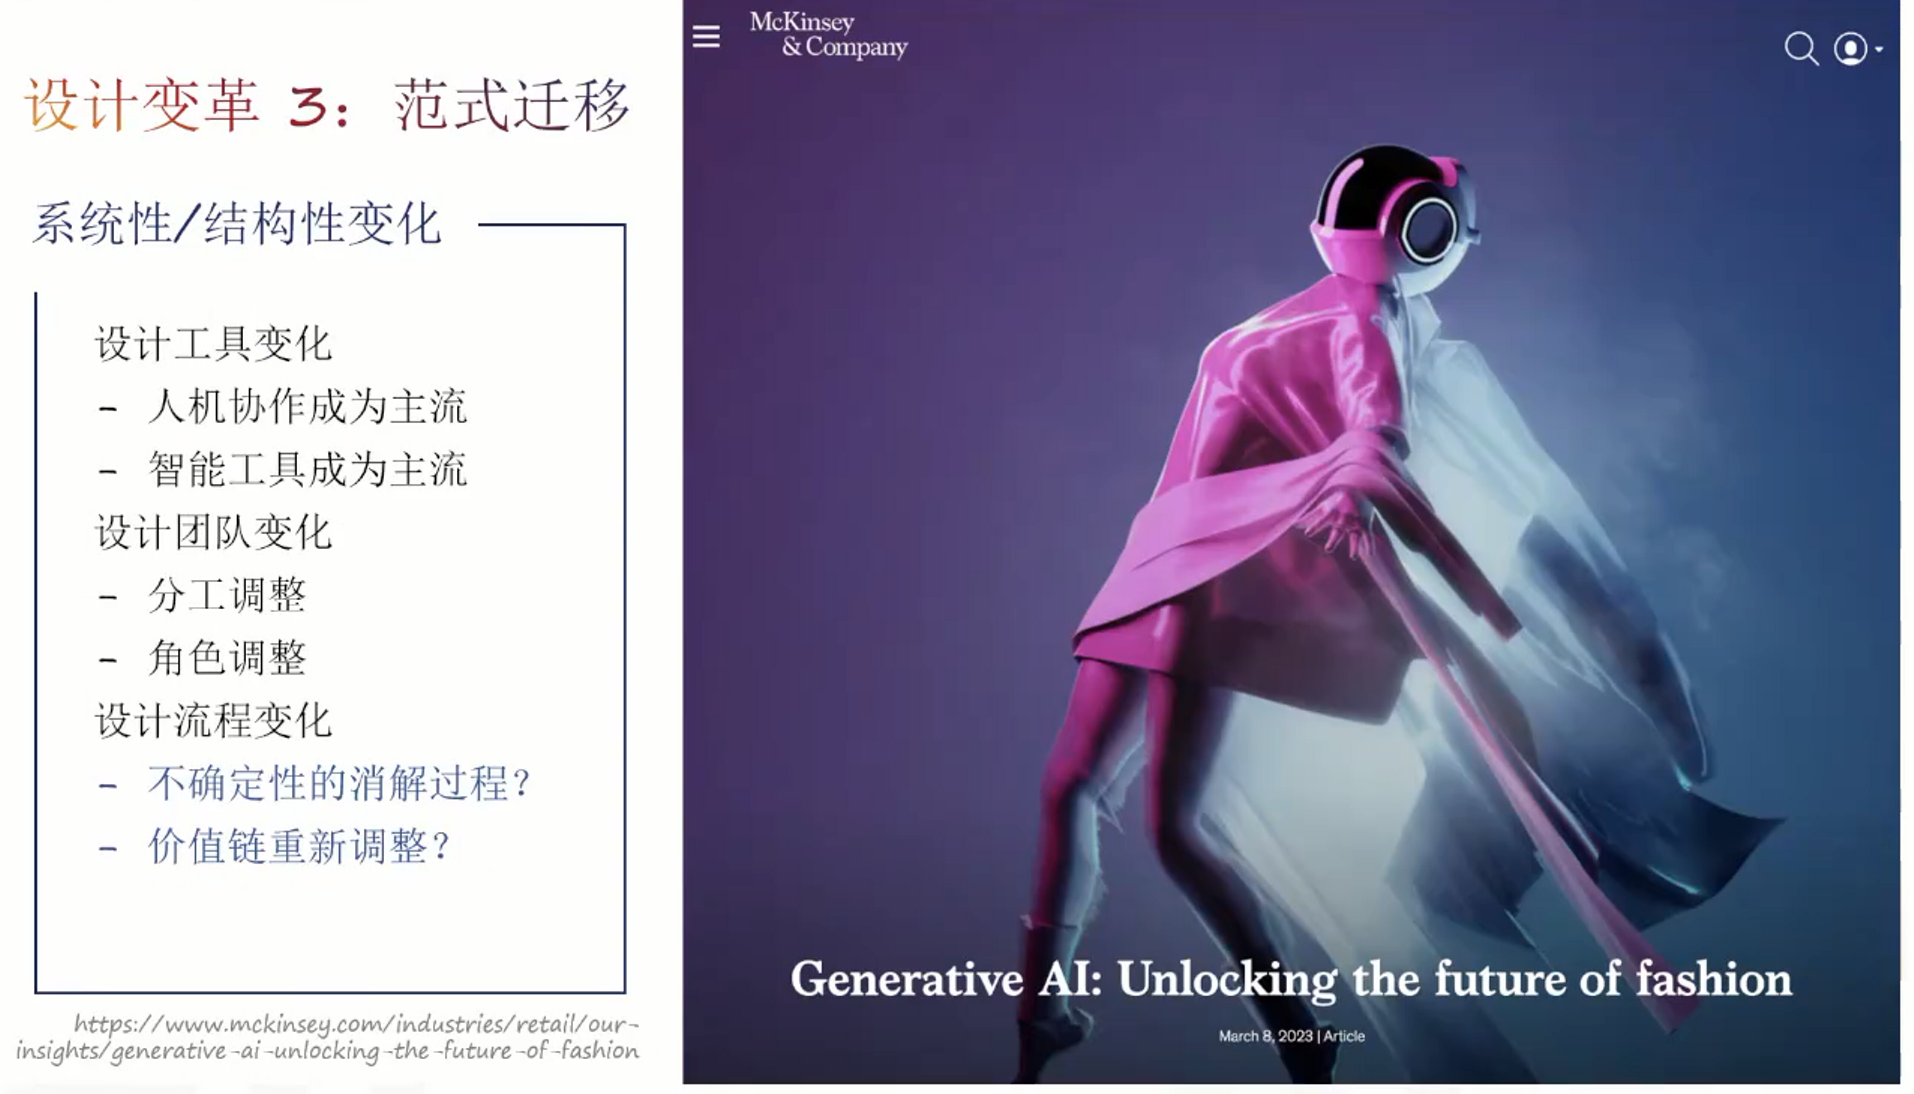 设计变革 3：范式迁移
系统性/结构性变化
设计工具变化
- 人机协作成为主流
- 智能工具成为主流
设计团队变化
- 分工调整
- 角色调整
设计流程变化
- 不确定性的消解过程？
- 价值链重新调整？
https://www.mckinsey.com/industries/retail/our-
insights/generative-ai-unlocking-the-future-of-fashion
McKinsey
& Company
Generative AI: Unlocking the future of fashion
March 8, 2023 | Article